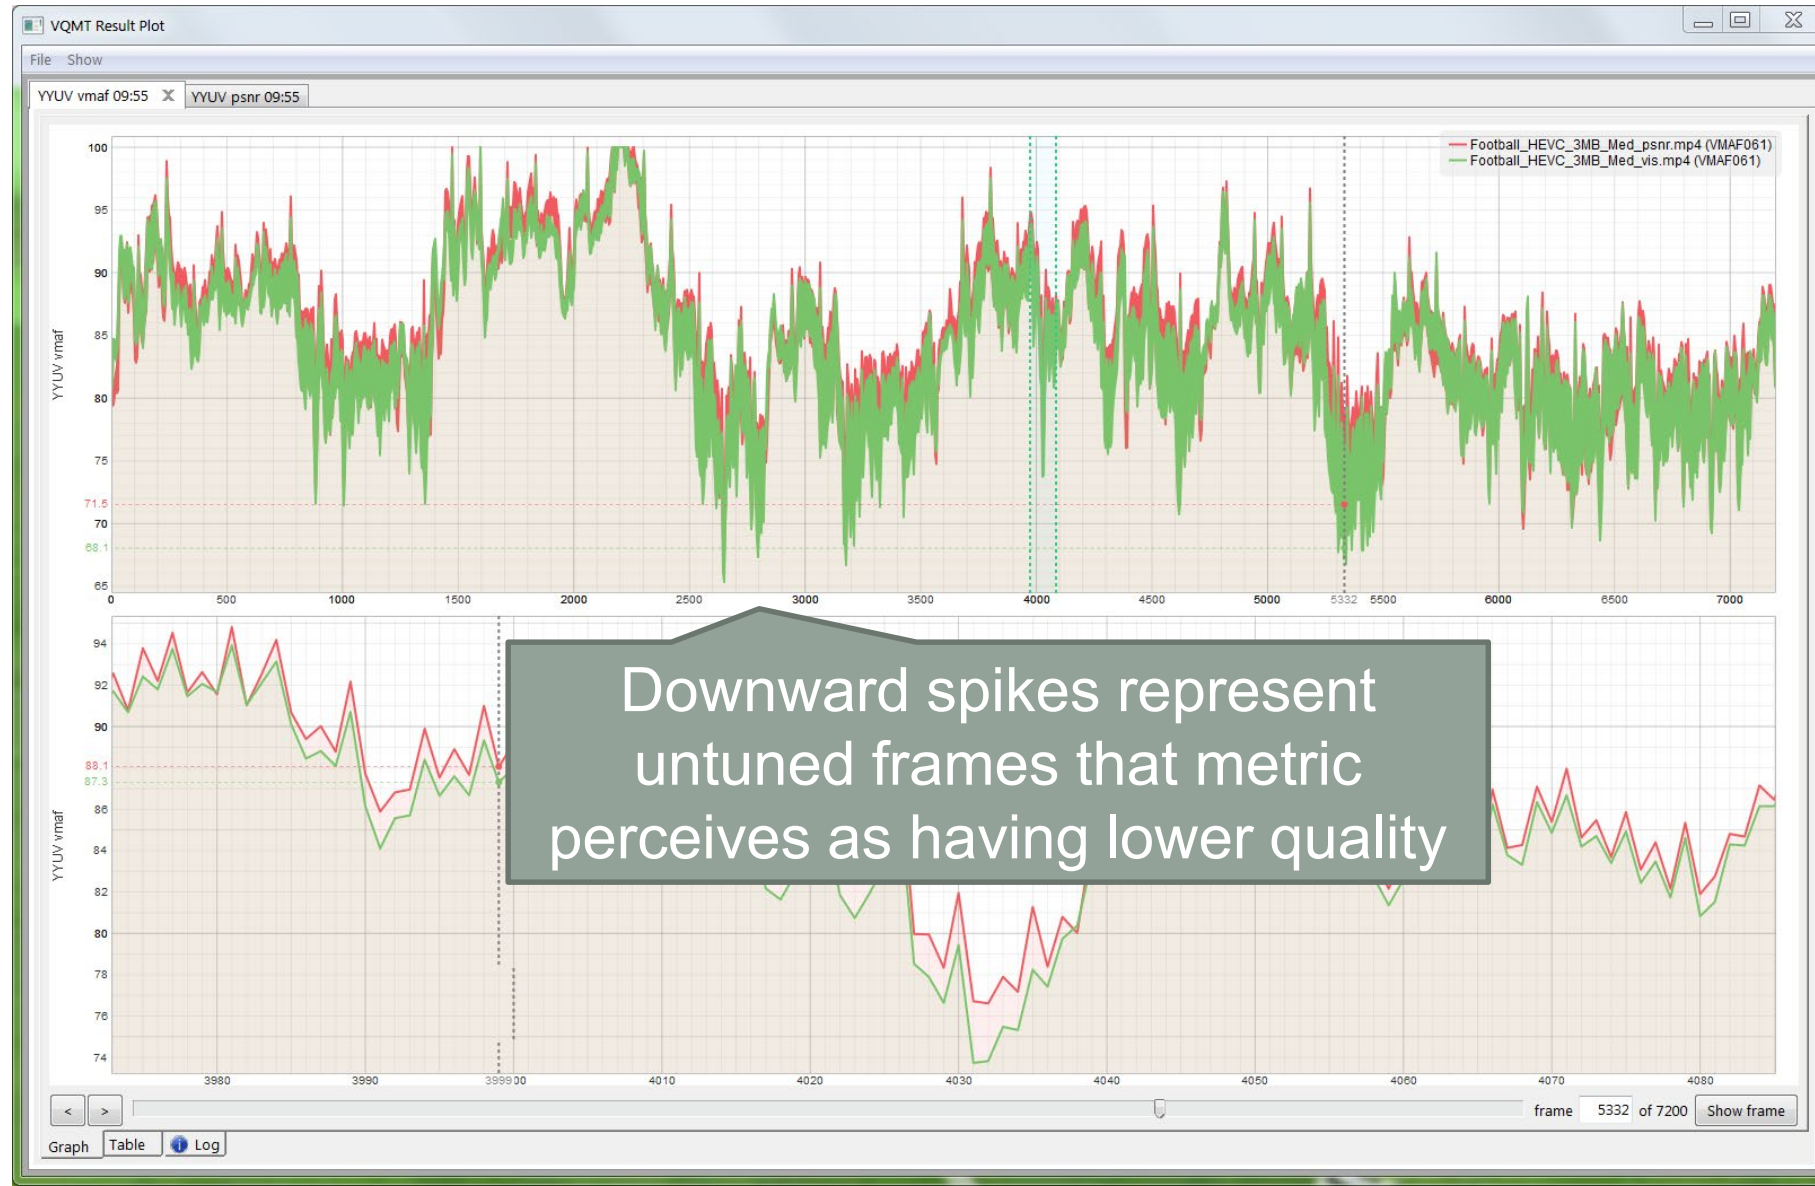 VQMT Result Plot
File Show
YYUV vmaf 09:55 X YYUV psnr 09:55
Football_HEVC_3MB_Med_psnr.mp4 (VMAF061)
Football_HEVC_3MB_Med_vis.mp4 (VMAF061)
YYUV vmaf
100
95
90
85
80
75
71.5
70
68.1
65
0 500 1000 1500 2000 2500 3000 3500 4000 4500 5000 5332 5500 6000 6500 7000
Downward spikes represent
untuned frames that metric
perceives as having lower quality
YYUV vmaf
94
92
90
88.1
87.3
86
84
82
80
78
76
74
3980 3990 3999 4010 4020 4030 4040 4050 4060 4070 4080
< > frame 5332 of 7200 Show frame
Graph Table Log